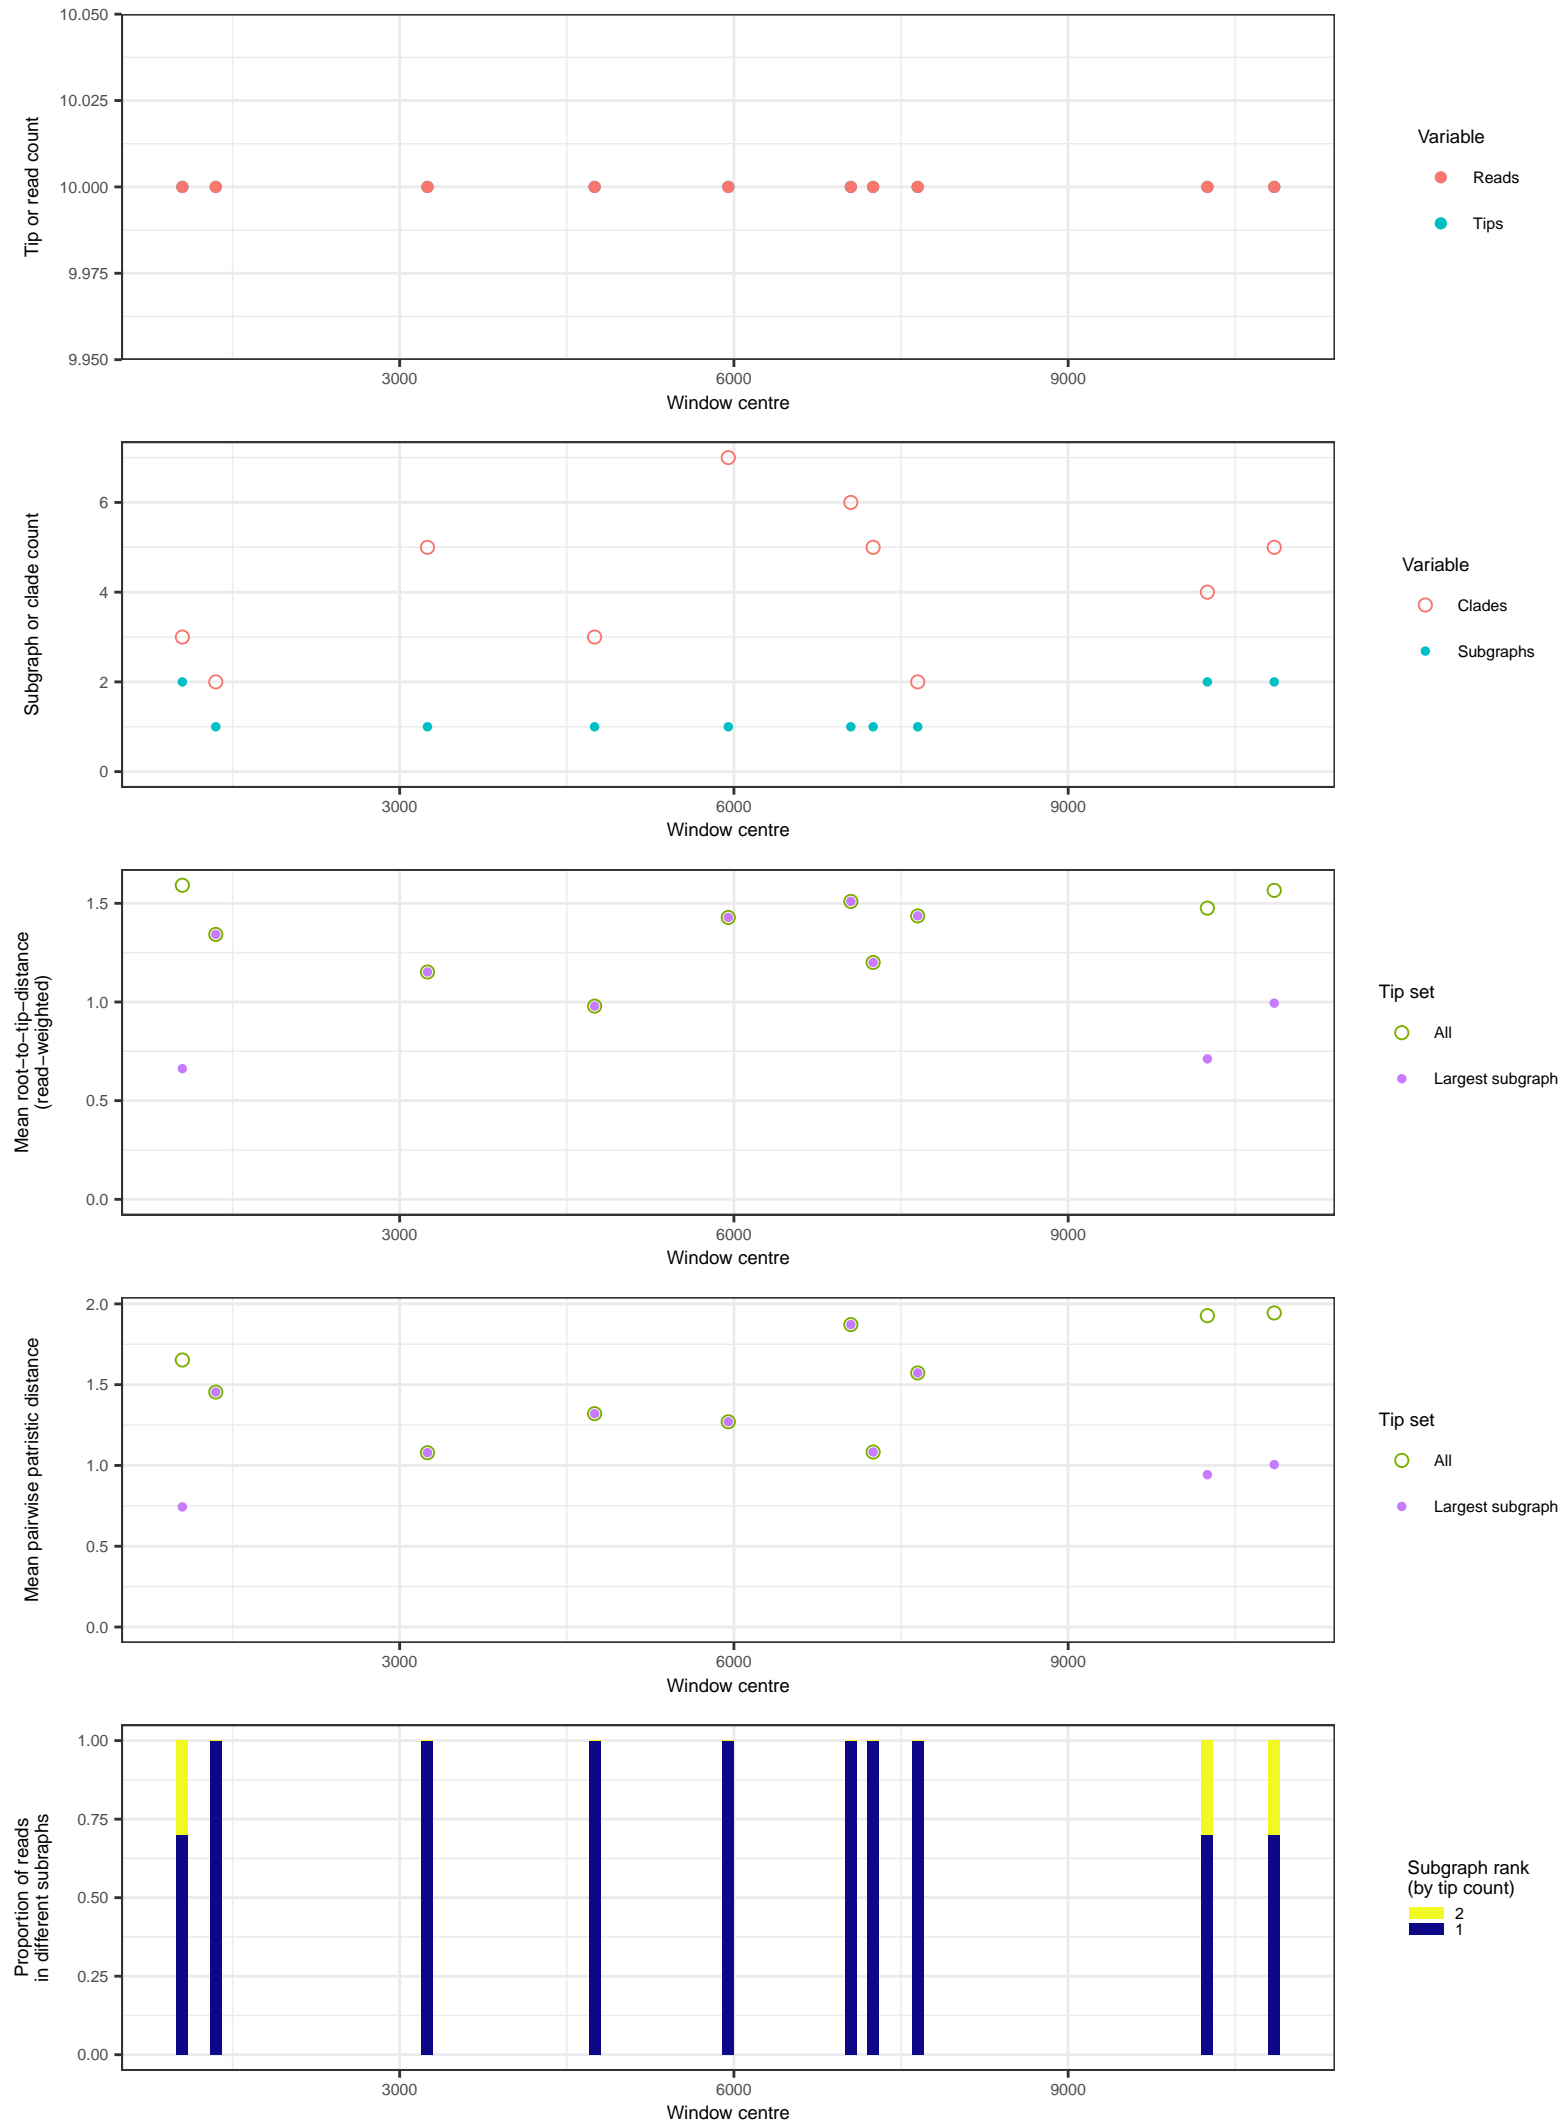 10.050
10.025
10.000
9.975
9.950
Tip or read count
3000 6000 9000
Window centre
Variable
Reads
Tips
6
4
2
0
Subgraph or clade count
3000 6000 9000
Window centre
Variable
Clades
Subgraphs
1.5
1.0
0.5
0.0
Mean root−to−tip−distance
(read−weighted)
3000 6000 9000
Window centre
Tip set
All
Largest subgraph
2.0
1.5
1.0
0.5
0.0
Mean pairwise patristic distance
3000 6000 9000
Window centre
Tip set
All
Largest subgraph
1.00
0.75
0.50
0.25
0.00
Proportion of reads
in different subraphs
3000 6000 9000
Window centre
Subgraph rank
(by tip count)
2
1